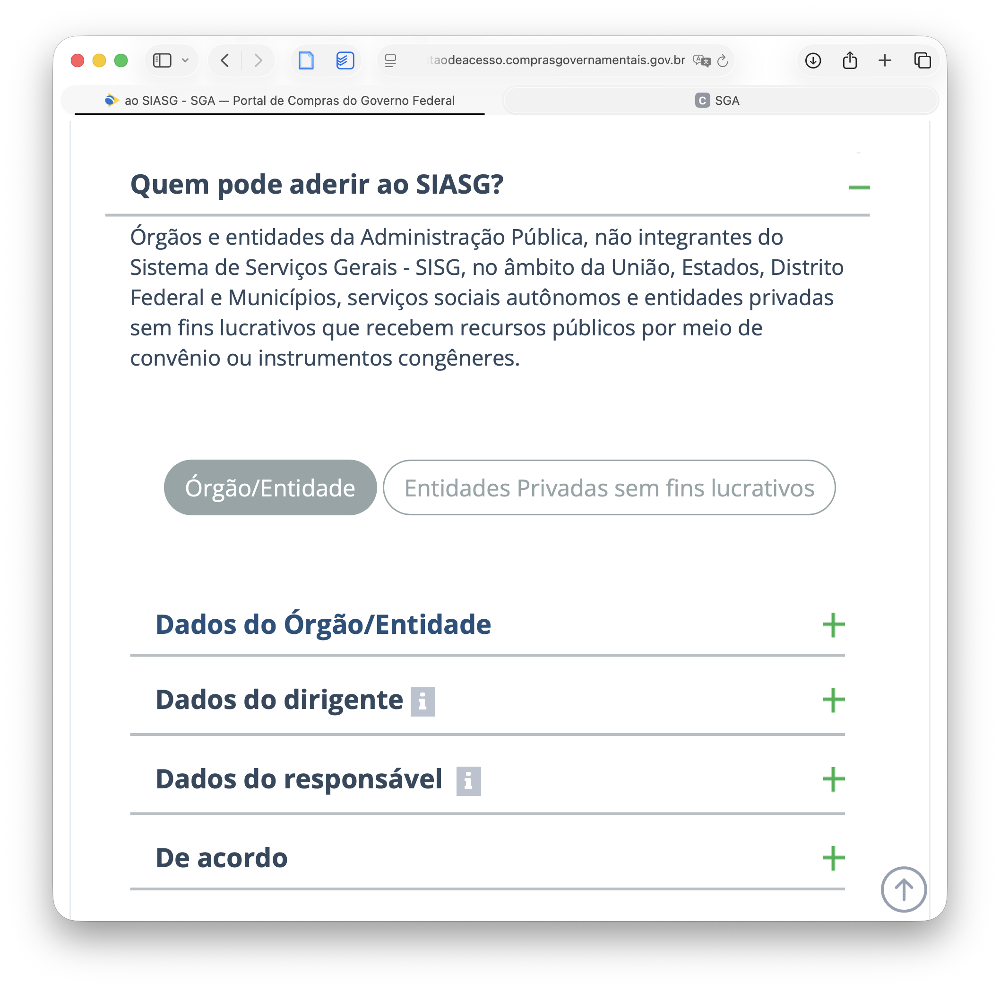 taodeacesso.comprasgovernamentais.gov.br
ao SIASG - SGA — Portal de Compras do Governo Federal
C SGA
Quem pode aderir ao SIASG?
Órgãos e entidades da Administração Pública, não integrantes do
Sistema de Serviços Gerais - SISG, no âmbito da União, Estados, Distrito
Federal e Municípios, serviços sociais autônomos e entidades privadas
sem fins lucrativos que recebem recursos públicos por meio de
convênio ou instrumentos congêneres.
Órgão/Entidade
Entidades Privadas sem fins lucrativos
Dados do Órgão/Entidade
Dados do dirigente
Dados do responsável
De acordo